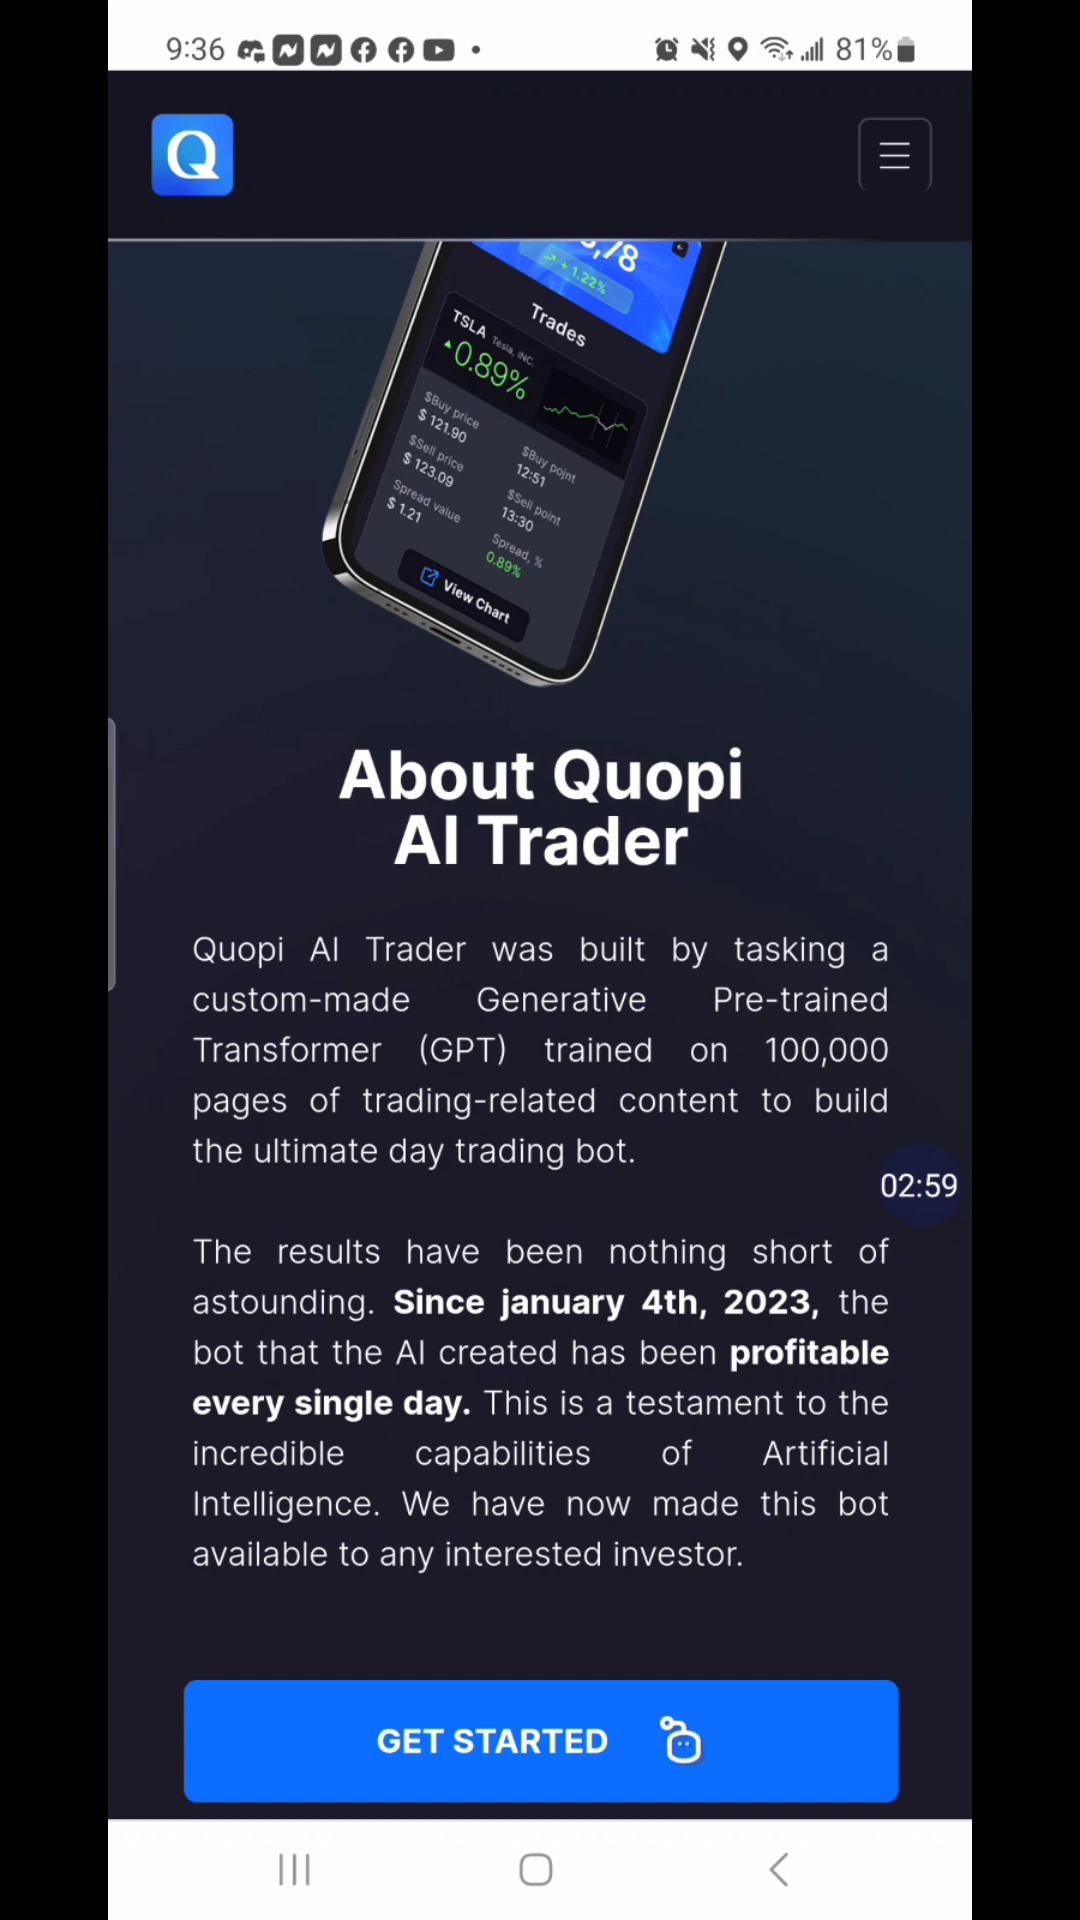 9:36
81%
Q
,78
+1.22%
Trades
TSLA Tesla, INC.
0.89%
$Buy price
$ 121.90
$Buy point
12:51
$Sell price
$ 123.09
$Sell point
13:30
Spread value
$ 1.21
Spread, %
0.89%
View Chart
About Quopi
AI Trader
Quopi AI Trader was built by tasking a
custom-made Generative Pre-trained
Transformer (GPT) trained on 100,000
pages of trading-related content to build
the ultimate day trading bot.
02:59
The results have been nothing short of
astounding. Since january 4th, 2023, the
bot that the AI created has been profitable
every single day. This is a testament to the
incredible capabilities of Artificial
Intelligence. We have now made this bot
available to any interested investor.
GET STARTED